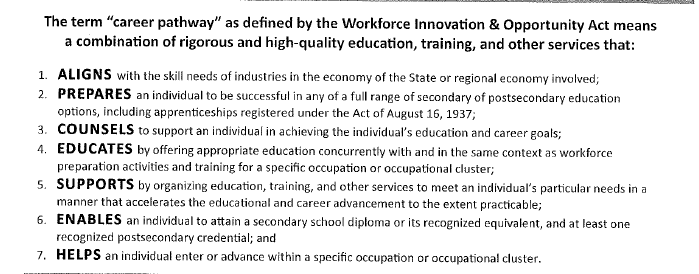 The term “career pathway” as defined by the Workforce Innovation & Opportunity Act means
a combination of rigorous and high-quality education, training, and other services that:
1. ALIGNS with the skill needs of industries in the economy of the State or regional economy involved;
2. PREPARES an individual to be successful in any of a full range of secondary of postsecondary education
options, including apprenticeships registered under the Act of August 16, 1937;
3. COUNSELS to support an individual in achieving the individual’s education and career goals;
4. EDUCATES by offering appropriate education concurrently with and in the same context as workforce
preparation activities and training for a specific occupation or occupational cluster;
5. SUPPORTS by organizing education, training, and other services to meet an individual’s particular needs in a
manner that accelerates the educational and career advancement to the extent practicable;
6. ENABLES an individual to attain a secondary school diploma or its recognized equivalent, and at least one
recognized postsecondary credential; and
7. HELPS an individual enter or advance within a specific occupation or occupational cluster.